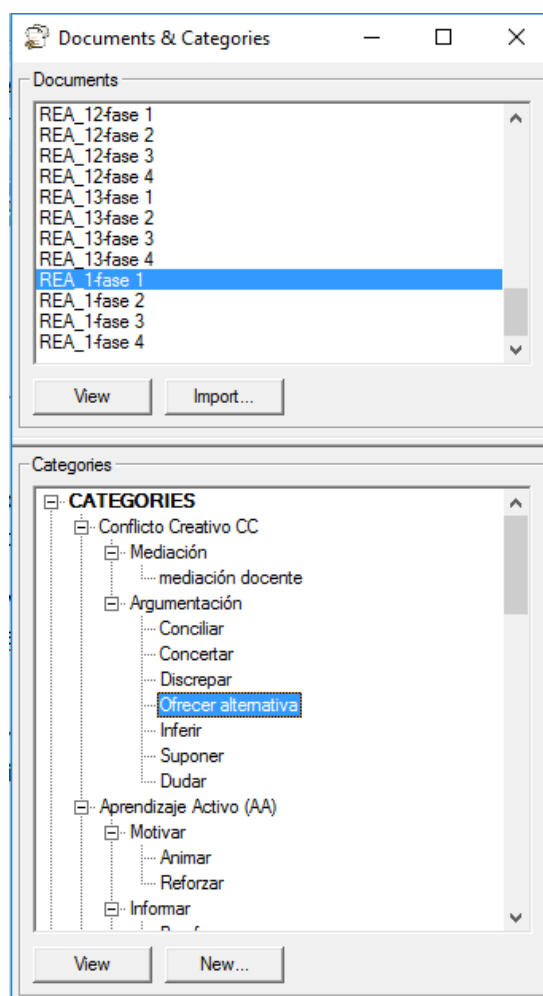 Documents & Categories
Documents
REA_12-fase 1
REA_12-fase 2
REA_12-fase 3
REA_12-fase 4
REA_13-fase 1
REA_13-fase 2
REA_13-fase 3
REA_13-fase 4
REA_1-fase 1
REA_1-fase 2
REA_1-fase 3
REA_1-fase 4
View Import...
Categories
CATEGORIES
Conflicto Creativo CC
Mediación
mediación docente
Argumentación
Conciliar
Concertar
Discrepar
Ofrecer alternativa
Inferir
Suponer
Dudar
Aprendizaje Activo (AA)
Motivar
Animar
Reforzar
Informar
View New...